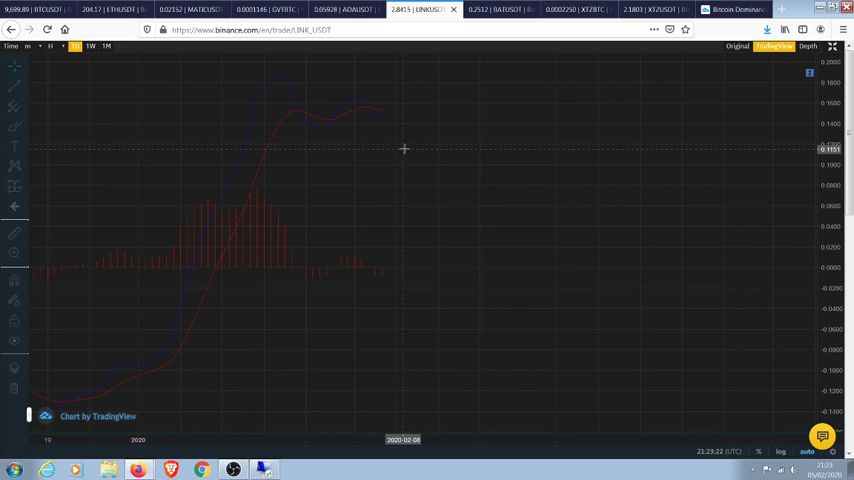 9,699.89 | BTCUSDT |
204.17 | ETHUSDT | Bu
0.02152 | MATICUSDT
0.0001146 | GVTBTC |
0.05928 | ADAUSDT |
2.8415 | LINKUSDT
0.2512 | BATUSDT | Bu
0.0002250 | XTZBTC |
2.1803 | XTZUSDT | Bu
Bitcoin Dominance
https://www.binance.com/en/trade/LINK_USDT
Time m H 1D 1W 1M
Original TradingView Depth
0.2000
0.1800
0.1600
0.1400
0.1151
0.1000
0.0800
0.0600
0.0400
0.0200
0.0000
-0.0200
-0.0400
-0.0600
-0.0800
-0.1000
-0.1200
-0.1400
Chart by TradingView
19 2020 2020-02-08
21:23:22 (UTC) % log auto
21:23
05/02/2020